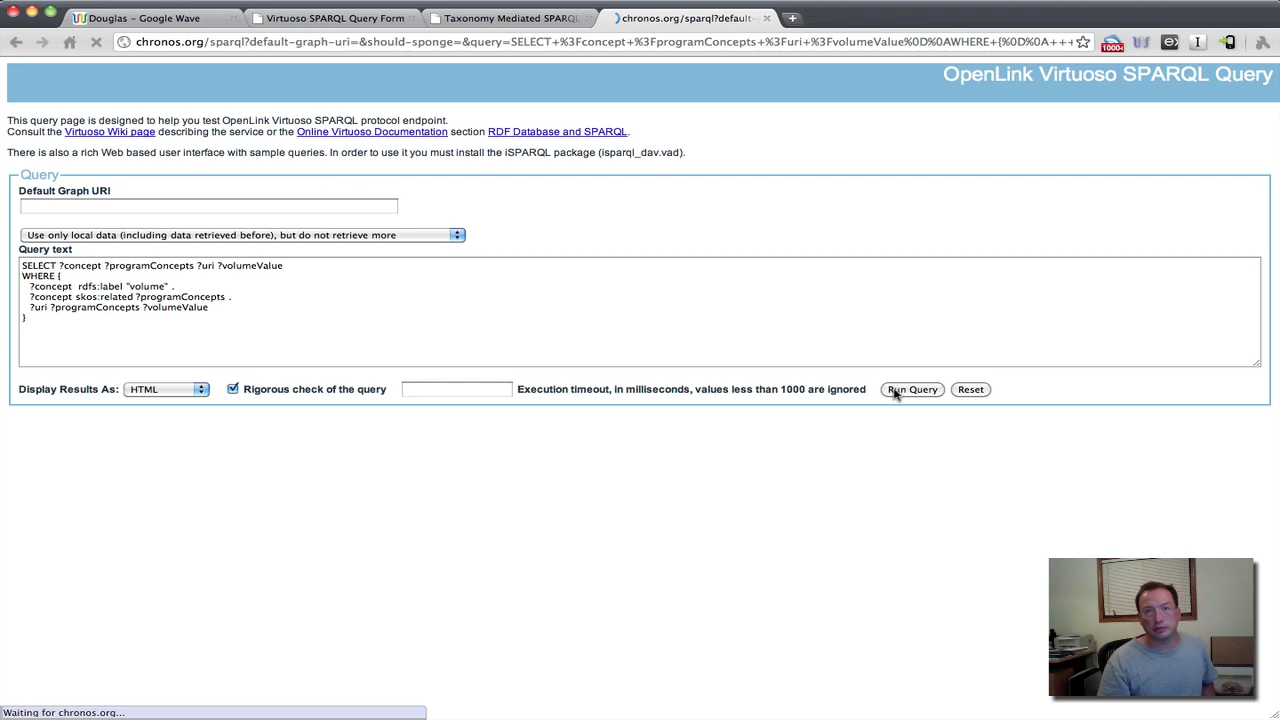 Douglas - Google Wave
Virtuoso SPARQL Query Form
Taxonomy Mediated SPARQL
chronos.org/sparql?default-
chronos.org/sparql?default-graph-uri=&should-sponge=&query=SELECT+%3Fconcept+%3FprogramConcepts+%3Furi+%3FvolumeValue%0D%0AWHERE+{%0D%0A+++
1000+
OpenLink Virtuoso SPARQL Query
This query page is designed to help you test OpenLink Virtuoso SPARQL protocol endpoint.
Consult the Virtuoso Wiki page describing the service or the Online Virtuoso Documentation section RDF Database and SPARQL.
There is also a rich Web based user interface with sample queries. In order to use it you must install the iSPARQL package (isparql_dav.vad).
Query
Default Graph URI
Use only local data (including data retrieved before), but do not retrieve more
Query text
SELECT ?concept ?programConcepts ?uri ?volumeValue
WHERE {
?concept rdfs:label "volume" .
?concept skos:related ?programConcepts .
?uri ?programConcepts ?volumeValue
}
Display Results As: HTML Rigorous check of the query Execution timeout, in milliseconds, values less than 1000 are ignored Run Query Reset
Waiting for chronos.org...